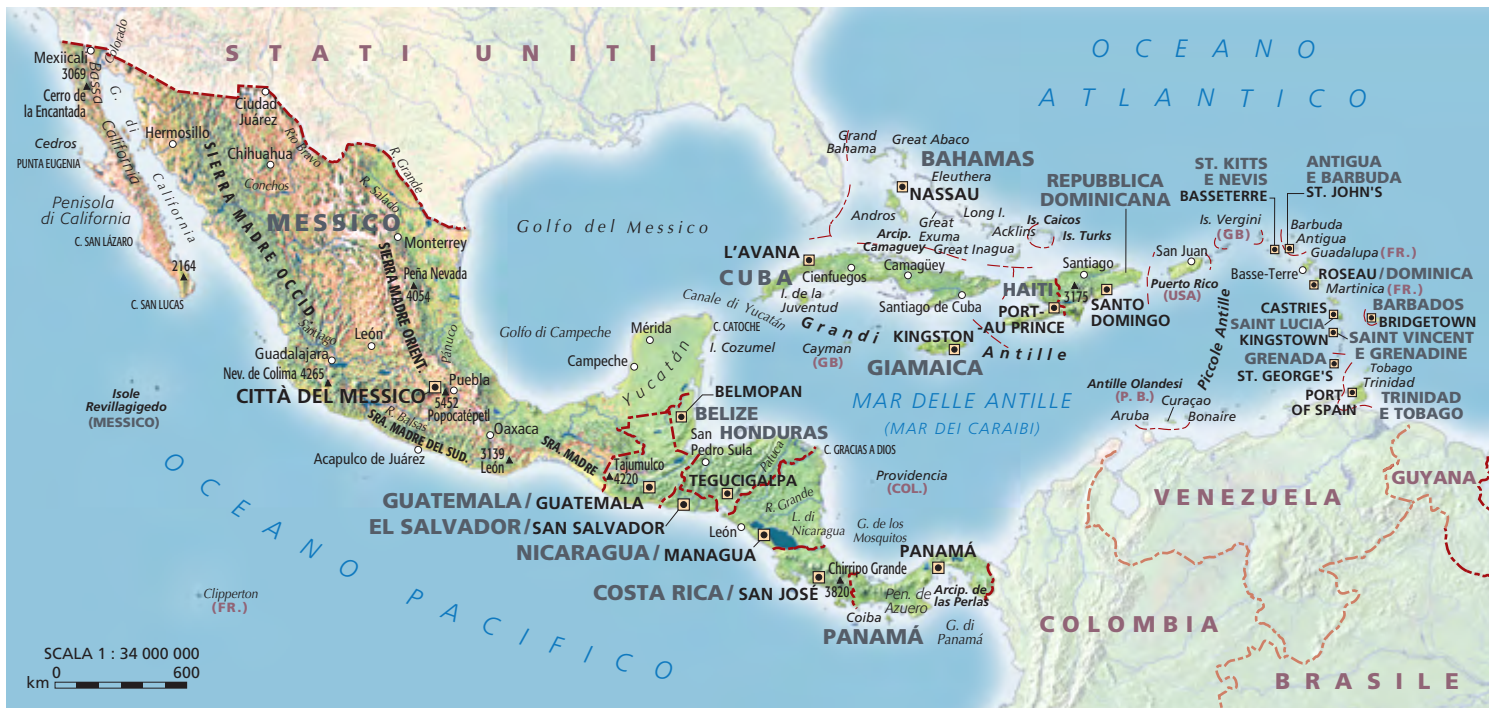 STATI UNITI
OCEANO
ATLANTICO
Mexiicali
3069
Colorado
Bassa California
G. di California
Cerro de
la Encantada
Cedros
PUNTA EUGENIA
Penisola
di California
C. SAN LÁZARO
2164
C. SAN LUCAS
Hermosillo
Ciudad
Juárez
Chihuahua
Conchos
Rio Bravo
R. Grande
R. Salado
SIERRA MADRE OCCID.
MESSICO
Monterrey
SIERRA MADRE ORIENT.
Peña Nevada
4054
Santiago
León
Pánuco
Guadalajara
Nev. de Colima 4265
CITTÀ DEL MESSICO
Puebla
5452
Popocatépetl
R. Balsas
SRA. MADRE DEL SUD.
Oaxaca
Acapulco de Juárez
3139
León
SRA. MADRE
Isole
Revillagigedo
(MESSICO)
Golfo del Messico
Golfo di Campeche
Mérida
Campeche
Yucatán
C. CATOCHE
I. Cozumel
Canale di Yucatán
BELMOPAN
BELIZE
HONDURAS
San
Pedro Sula
Patuca
C. GRACIAS A DIOS
Tajumulco
4220
TEGUCIGALPA
GUATEMALA / GUATEMALA
EL SALVADOR / SAN SALVADOR
R. Grande
León
L. di
Nicaragua
NICARAGUA / MANAGUA
G. de los
Mosquitos
Providencia
(COL.)
COSTA RICA / SAN JOSÉ
Chirripo Grande
3820
PANAMÁ
Pen. de
Azuero
Arcip. de
las Perlas
Coiba
G. di
Panamá
PANAMÁ
OCEANO PACIFICO
Clipperton
(FR.)
SCALA 1 : 34 000 000
0 600
km
Grand
Bahama
Great Abaco
BAHAMAS
Eleuthera
NASSAU
Andros
Great
Exuma
Long I.
Acklins
Is. Caicos
Is. Turks
Arcip.
Camaguey
Great Inagua
L'AVANA
CUBA
Cienfuegos
Camagüey
I. de la
Juventud
Santiago de Cuba
Grandi Antille
Cayman
(GB)
KINGSTON
GIAMAICA
HAITI
PORT-
AU PRINCE
REPUBBLICA
DOMINICANA
Santiago
3175
SANTO
DOMINGO
San Juan
Puerto Rico
(USA)
Is. Vergini
(GB)
ST. KITTS
E NEVIS
BASSETERRE
ANTIGUA
E BARBUDA
ST. JOHN'S
Barbuda
Antigua
Guadalupa (FR.)
Basse-Terre
ROSEAU / DOMINICA
Martinica (FR.)
CASTRIES
SAINT LUCIA
KINGSTOWN
BARBADOS
BRIDGETOWN
SAINT VINCENT
E GRENADINE
GRENADA
ST. GEORGE'S
Tobago
Trinidad
PORT
OF SPAIN
TRINIDAD
E TOBAGO
Piccole Antille
Antille Olandesi
(P. B.)
Aruba
Curaçao
Bonaire
MAR DELLE ANTILLE
(MAR DEI CARAIBI)
VENEZUELA
GUYANA
COLOMBIA
BRASILE